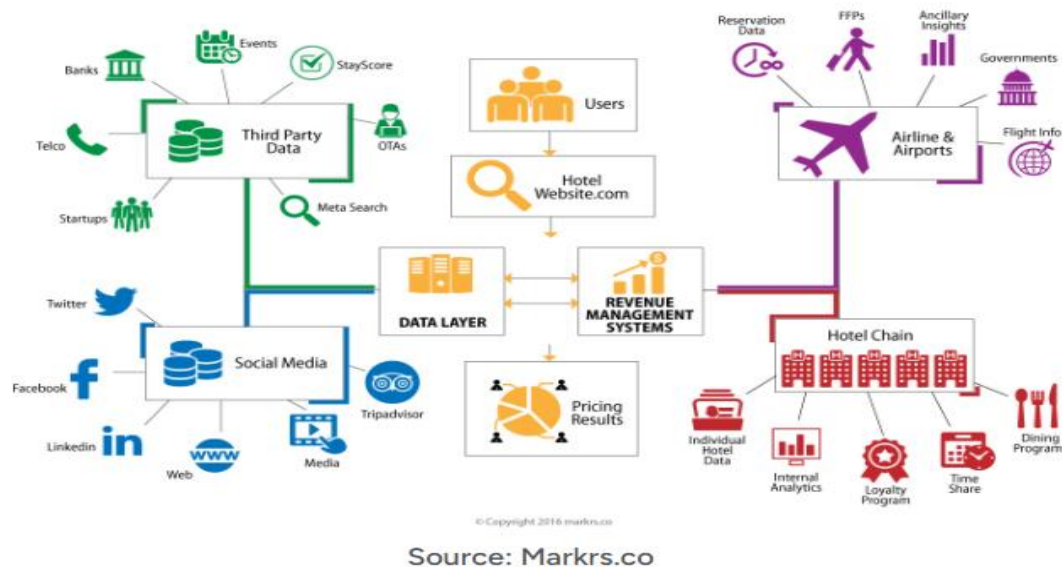 Events
Banks
StayScore
Third Party
Data
Telco
OTAs
Startups
Meta Search
Users
Hotel
Website.com
Reservation
Data
FFPs
Ancillary
Insights
Governments
Airline &
Airports
Flight Info
DATA LAYER
REVENUE
MANAGEMENT
SYSTEMS
$
Twitter
Social Media
Facebook
f
Tripadvisor
Linkedin
in
Web
WWW
Media
Pricing
Results
Hotel Chain
H H H H H
Individual
Hotel
Data
Internal
Analytics
Loyalty
Program
Time
Share
Dining
Program
© Copyright 2016 markrs.co
Source: Markrs.co